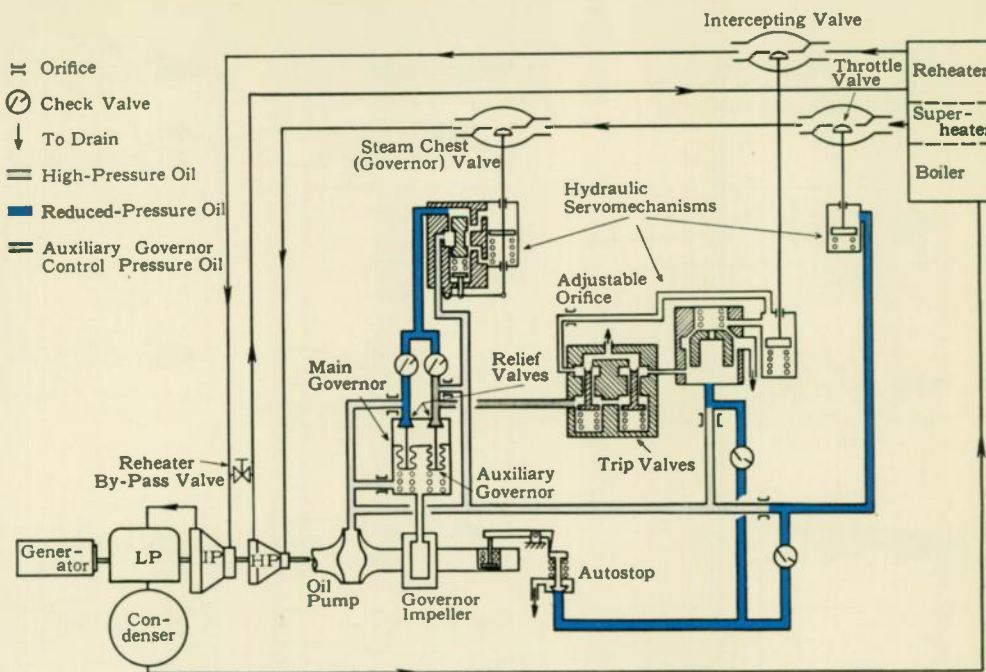 Intercepting Valve
Orifice
Check Valve
To Drain
High-Pressure Oil
Reduced-Pressure Oil
Auxiliary Governor
Control Pressure Oil
Throttle
Valve
Reheater
Super-
heater
Boiler
Steam Chest
(Governor) Valve
Hydraulic
Servomechanisms
Adjustable
Orifice
Main
Governor
Relief
Valves
Trip Valves
Reheater
By-Pass Valve
Auxiliary
Governor
Gener-
ator
LP
IP
HP
Oil
Pump
Governor
Impeller
Autostop
Con-
denser